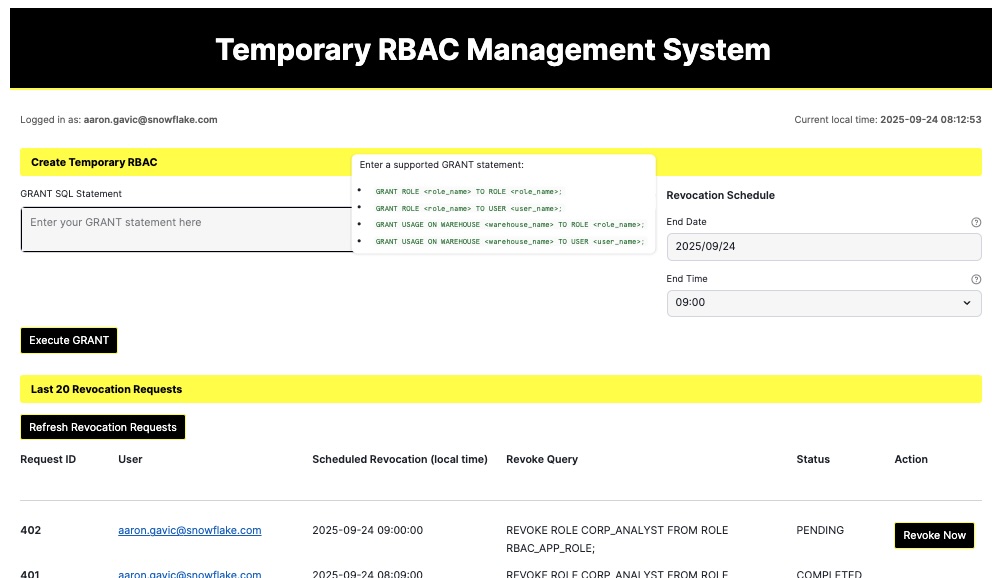 Temporary RBAC Management System
Logged in as: aaron.gavic@snowflake.com
Current local time: 2025-09-24 08:12:53
Create Temporary RBAC
GRANT SQL Statement
Enter your GRANT statement here
Enter a supported GRANT statement:
• GRANT ROLE <role_name> TO ROLE <role_name>;
• GRANT ROLE <role_name> TO USER <user_name>;
• GRANT USAGE ON WAREHOUSE <warehouse_name> TO ROLE <role_name>;
• GRANT USAGE ON WAREHOUSE <warehouse_name> TO USER <user_name>;
Revocation Schedule
End Date
2025/09/24
End Time
09:00
Execute GRANT
Last 20 Revocation Requests
Refresh Revocation Requests
Request ID User Scheduled Revocation (local time) Revoke Query Status Action
402 aaron.gavic@snowflake.com 2025-09-24 09:00:00 REVOKE ROLE CORP_ANALYST FROM ROLE PENDING Revoke Now
RBAC_APP_ROLE;
401 aaron.gavic@snowflake.com 2025-09-24 08:09:00 REVOKE ROLE CORP_ANALYST FROM ROLE COMPLETED